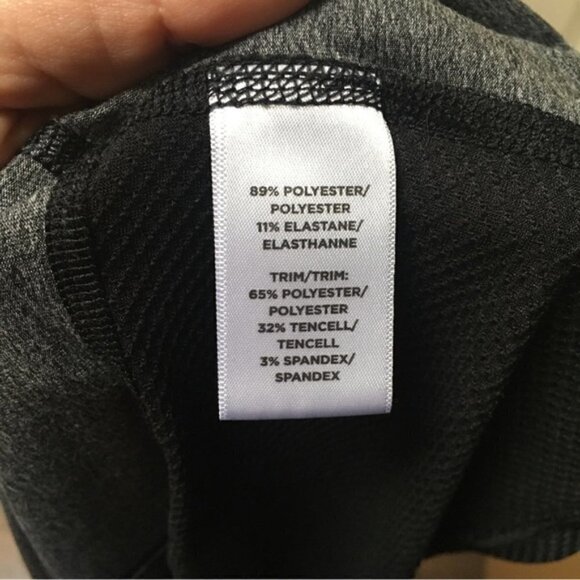 89% POLYESTER/
POLYESTER
11% ELASTANE/
ELASTHANNE
TRIM/TRIM:
65% POLYESTER/
POLYESTER
32% TENCELL/
TENCELL
3% SPANDEX/
SPANDEX